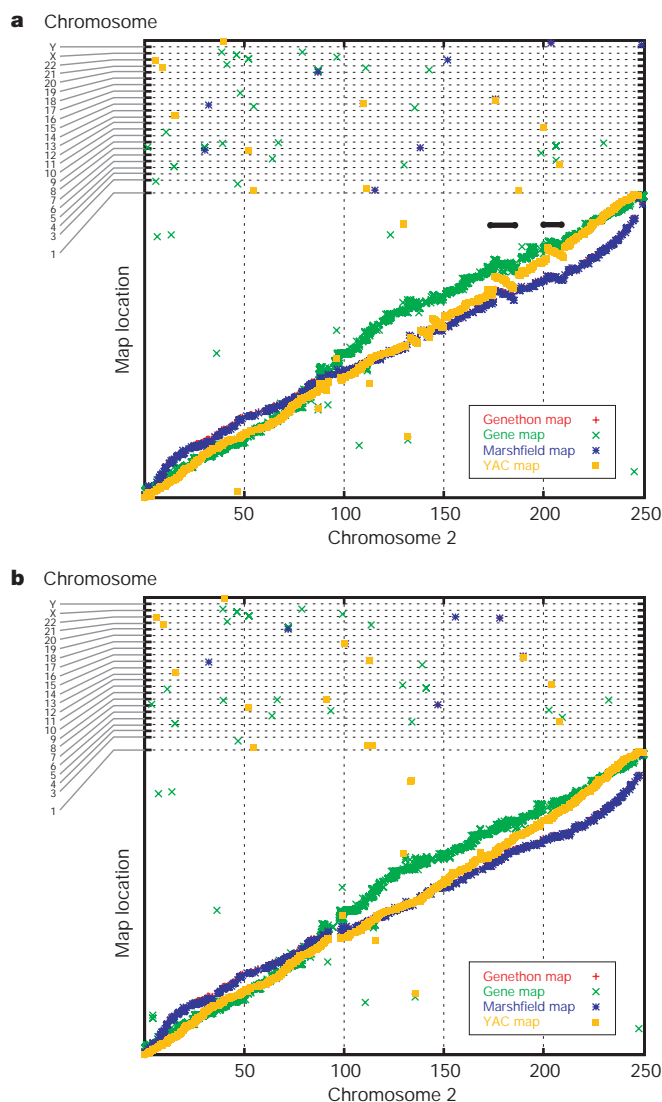 a Chromosome
Y
X
22
21
20
19
18
17
16
15
14
13
12
11
10
9
8
7
6
5
4
3
1
Map location
Genethon map
Gene map
Marshfield map
YAC map
50 100 150 200 250
Chromosome 2
b Chromosome
Y
X
22
21
20
19
18
17
16
15
14
13
12
11
10
9
8
7
6
5
4
3
1
Map location
Genethon map
Gene map
Marshfield map
YAC map
50 100 150 200 250
Chromosome 2